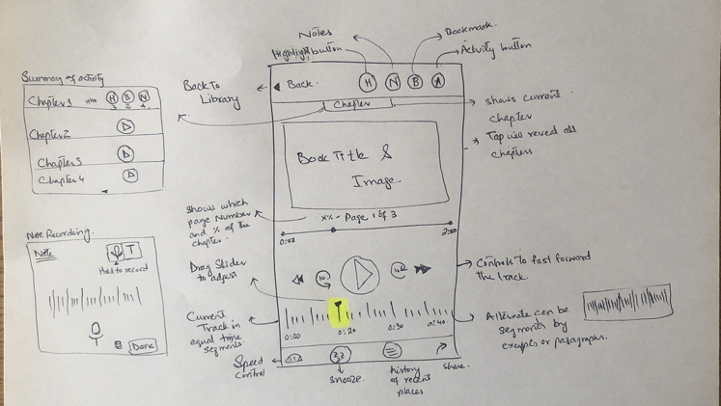 Notes
Bookmark.
Highlight button
Activity button
Summary of activity
Chapter 1
H B N
3 2 4
Chapter 2
Chapter 3
Chapter 4
Back To
Library
Back.
H N B A
Chapter
shows current
chapter
Tap will reveal all
chapters
Book Title &
Image
Shows which
page Number
and % of the
chapter.
x% - Page 1 of 3
0:03
Note Recording
Note
T
Hold to record
Done
Drag Slider
to adjust
Controls to fast forward
the track.
Current
Track in
equal time
segments
0:00 0:20 0:30 0:40
Alternate can be
segments by
or paragraphs.
Speed
control
snooze.
history of recent
places
share.